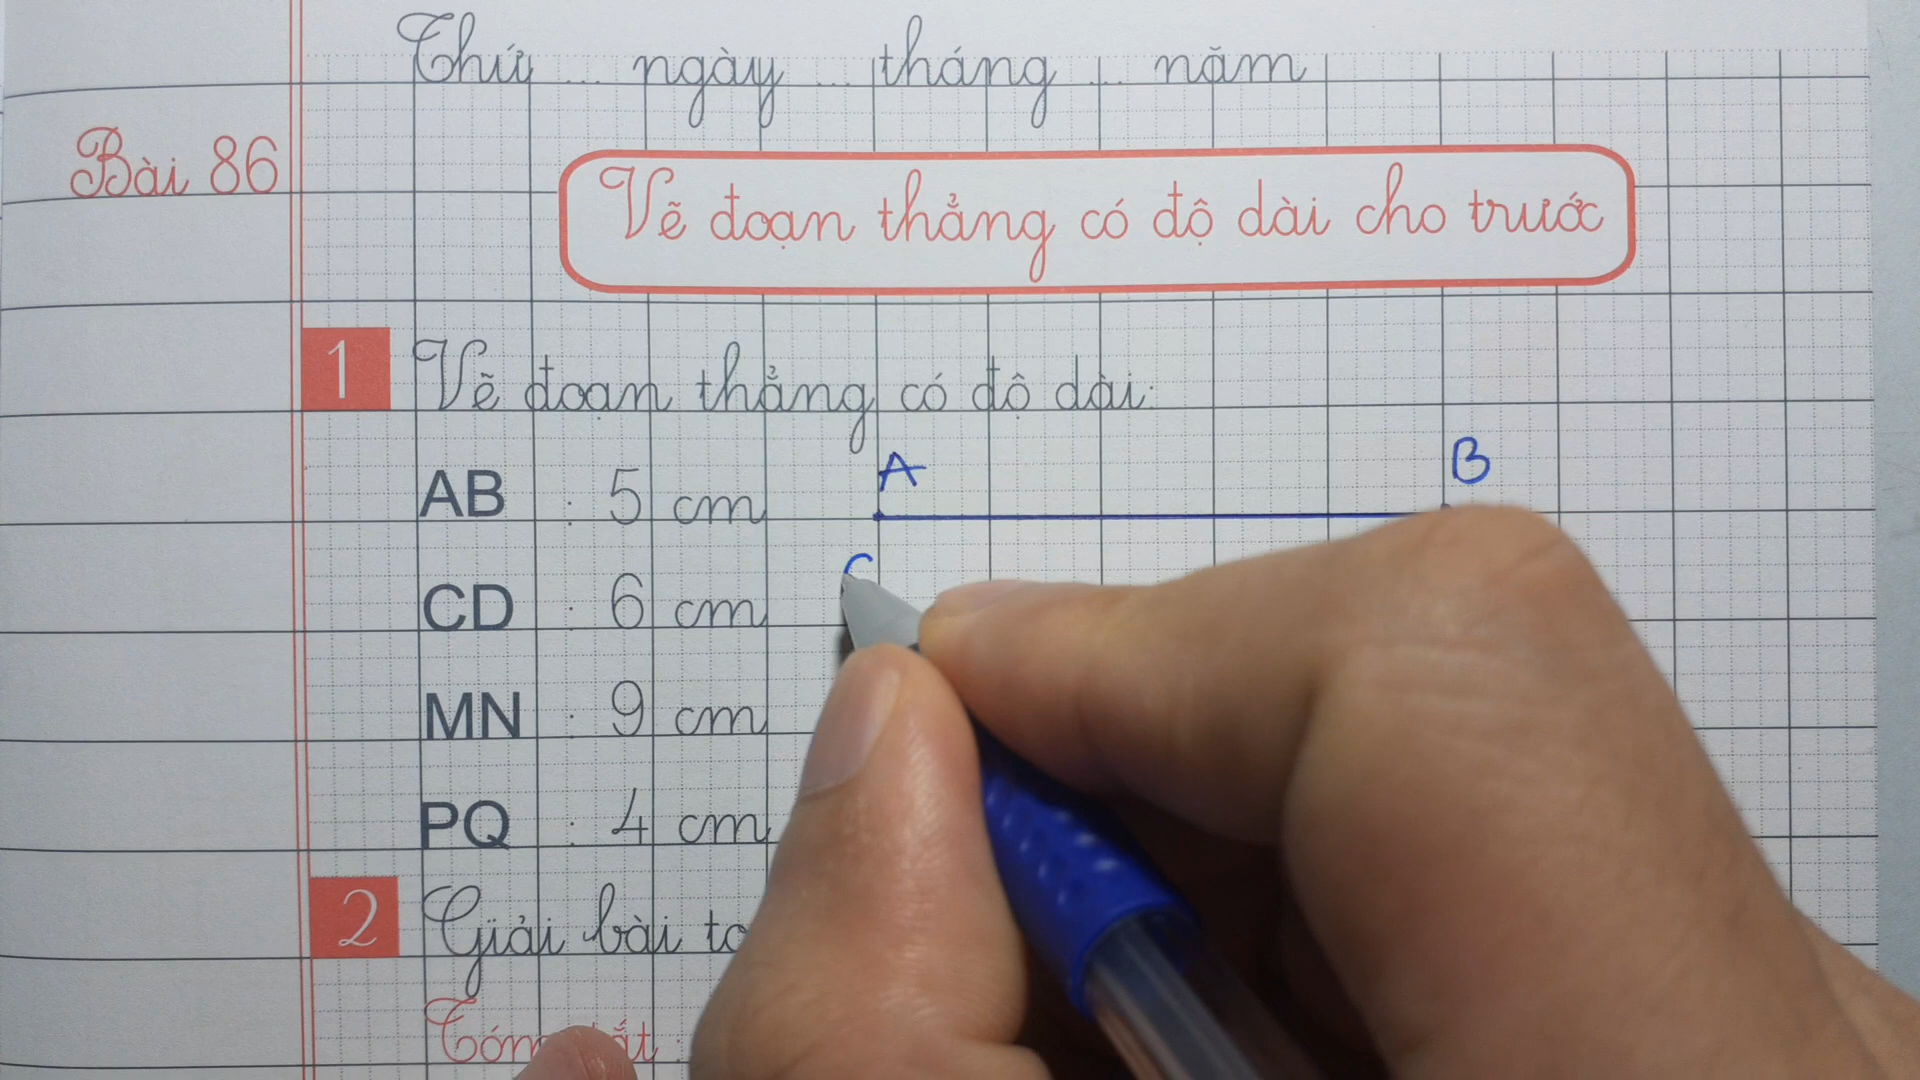 Thứ ... ngày ... tháng ... năm
Bài 86
Vẽ đoạn thẳng có độ dài cho trước
1 Vẽ đoạn thẳng có độ dài:
A B
AB : 5 cm
C
CD : 6 cm
MN : 9 cm
PQ : 4 cm
2 Giải bài